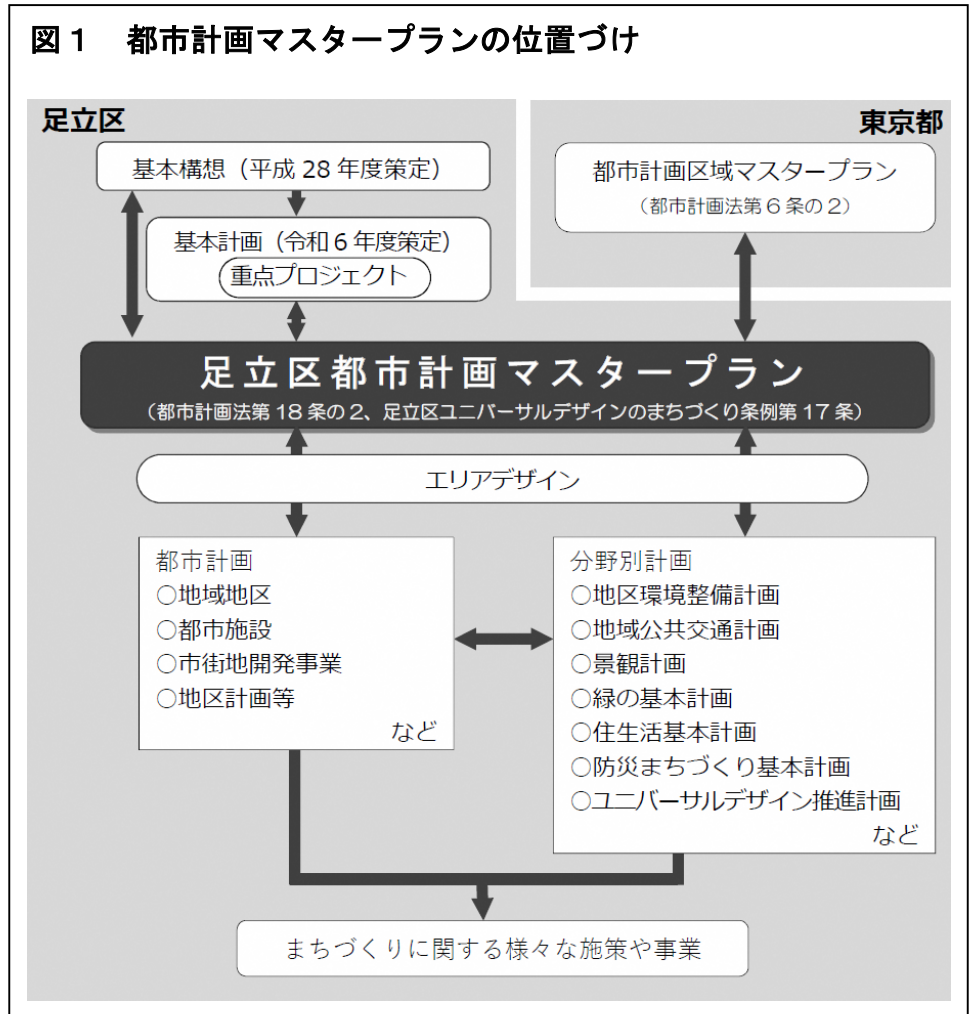 図1 都市計画マスタープランの位置づけ
足立区
東京都
基本構想（平成 28 年度策定）
都市計画区域マスタープラン
（都市計画法第 6 条の 2）
基本計画（令和 6 年度策定）
重点プロジェクト
足立区都市計画マスタープラン
（都市計画法第 18 条の 2、足立区ユニバーサルデザインのまちづくり条例第 17 条）
エリアデザイン
都市計画
○地域地区
○都市施設
○市街地開発事業
○地区計画等
など
分野別計画
○地区環境整備計画
○地域公共交通計画
○景観計画
○緑の基本計画
○住生活基本計画
○防災まちづくり基本計画
○ユニバーサルデザイン推進計画
など
まちづくりに関する様々な施策や事業